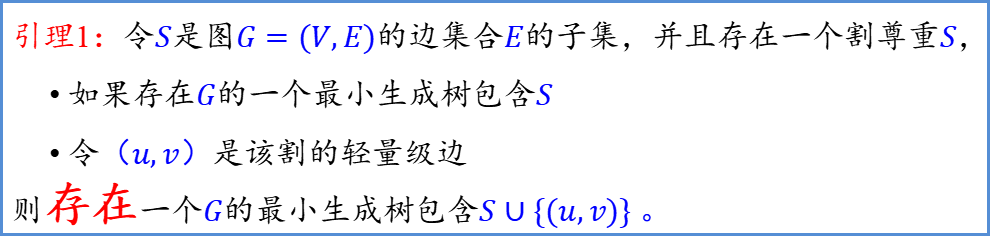 引理1：令S是图G = (V, E)的边集合E的子集，并且存在一个割尊重S，
• 如果存在G的一个最小生成树包含S
• 令（u, v）是该割的轻量级边
则存在一个G的最小生成树包含S ∪ {(u, v)} 。